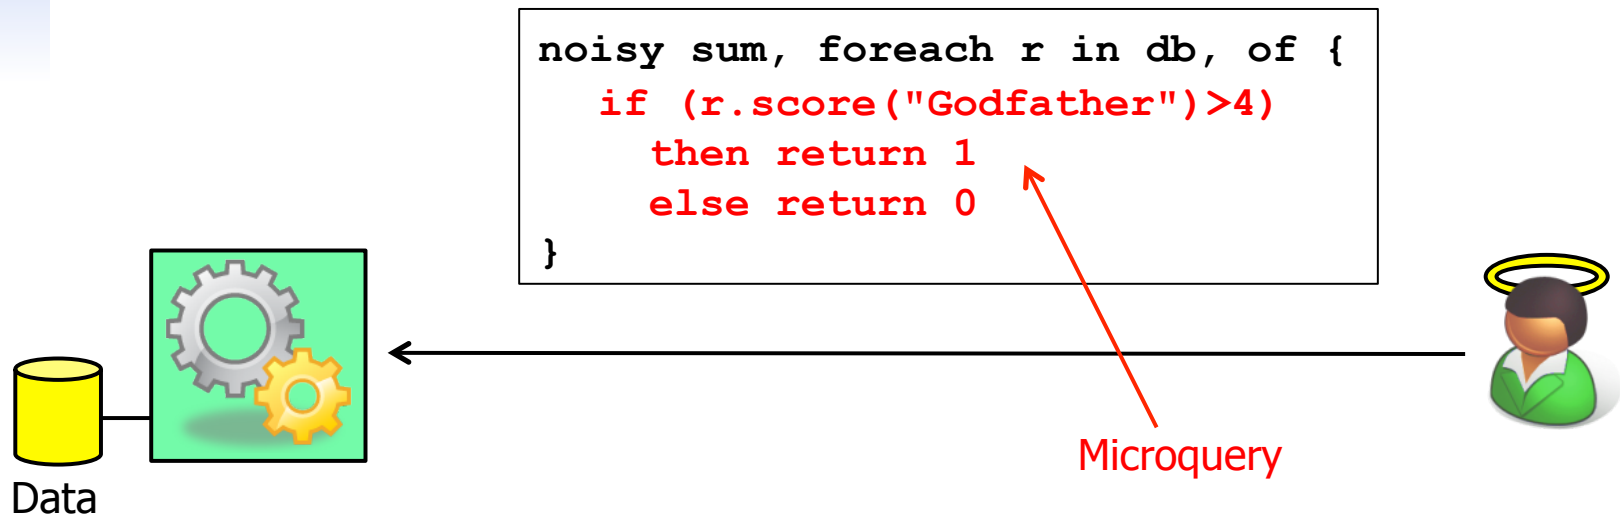 noisy sum, foreach r in db, of {
if (r.score("Godfather")>4)
then return 1
else return 0
}
Microquery
Data